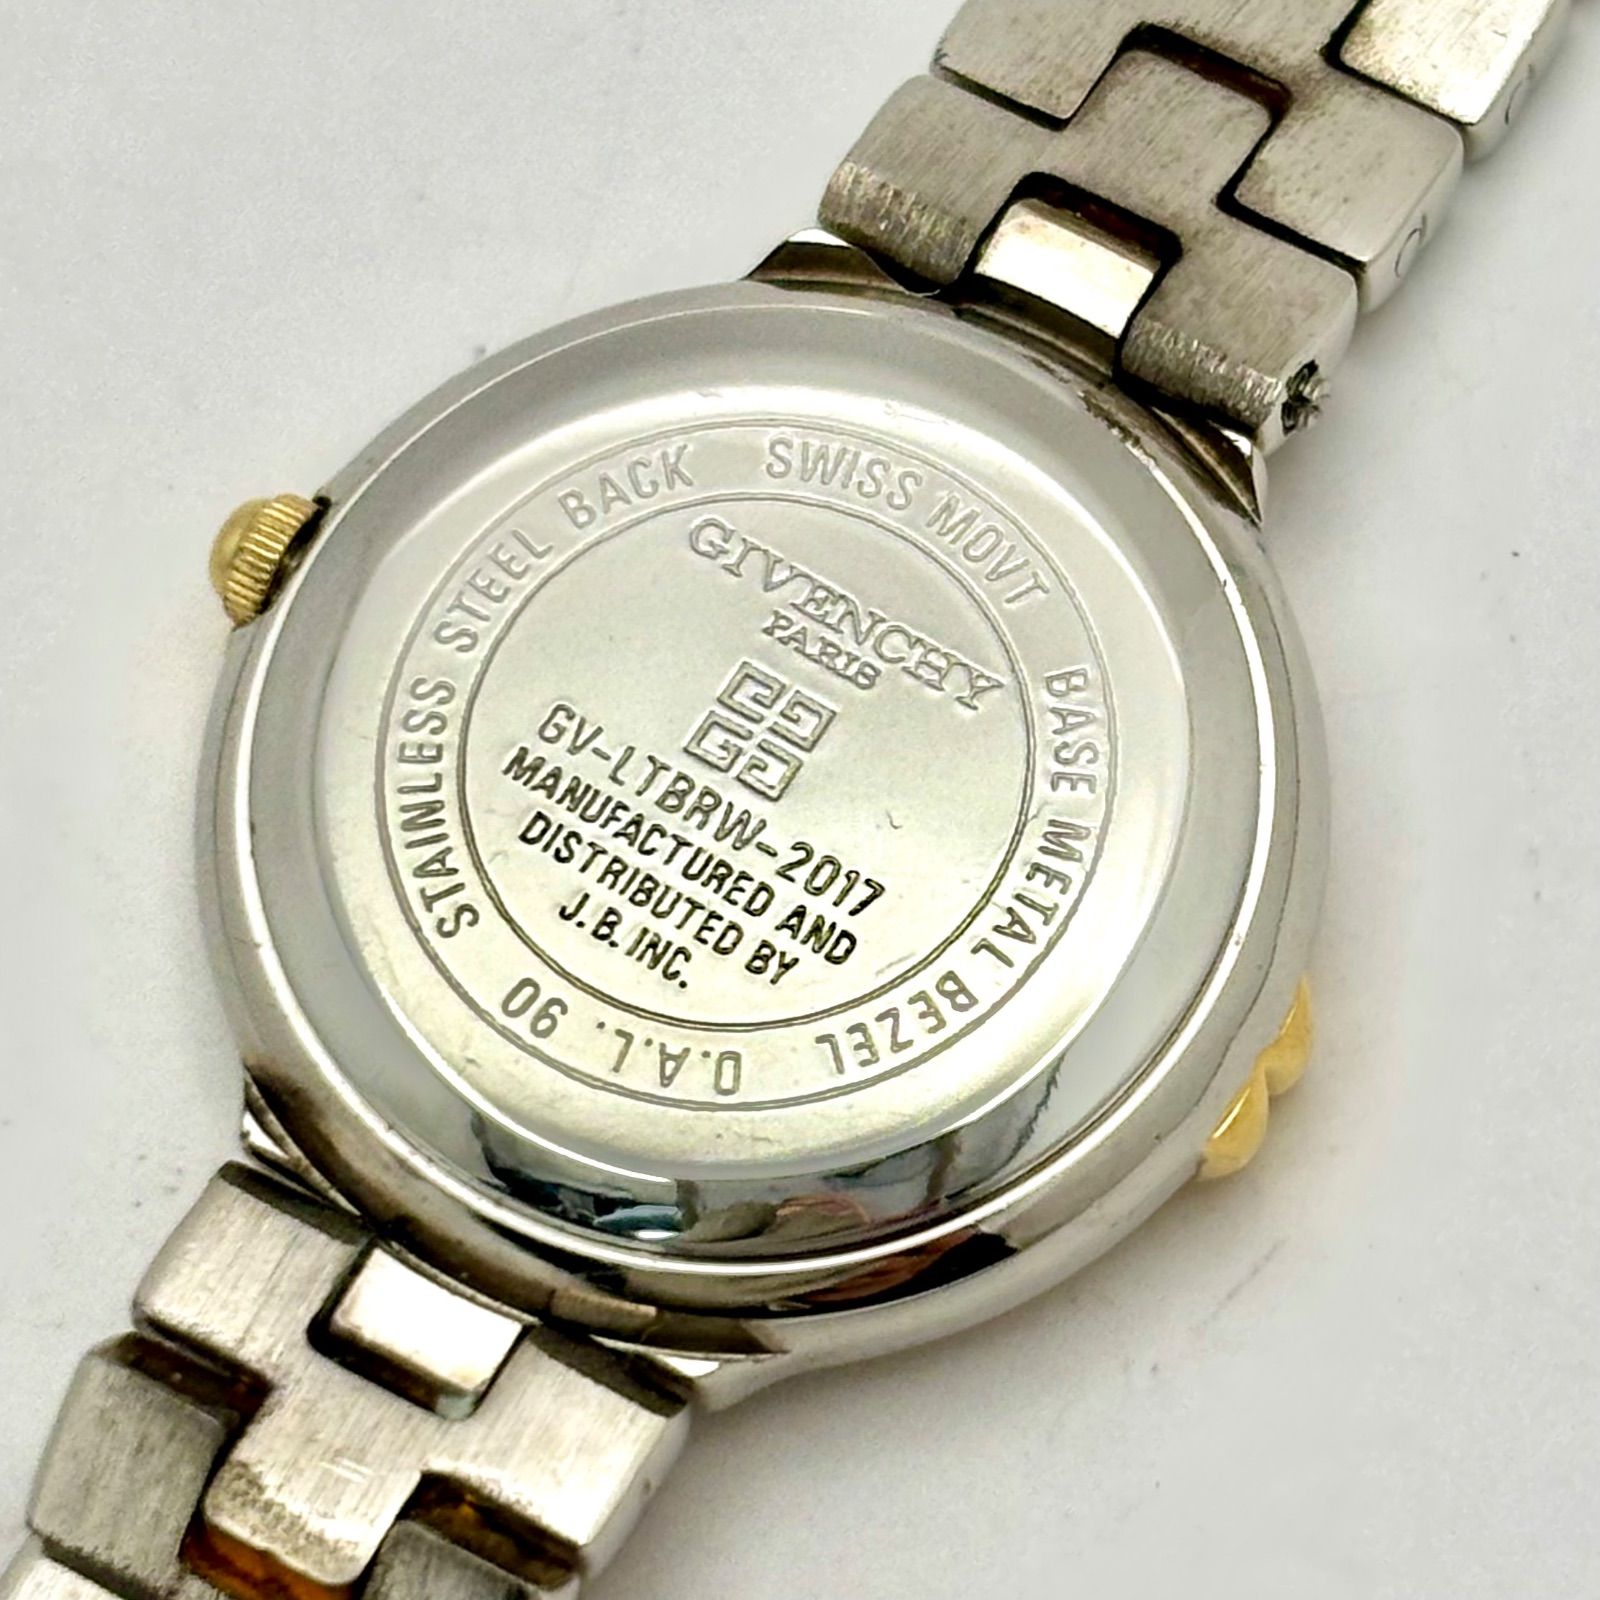 STAINLESS STEEL BACK SWISS MOVT BASE METAL BEZEL D.A.L. 90
GIVENCHY
PARIS
GV-LTBRW-2017
MANUFACTURED AND
DISTRIBUTED BY
J.B. INC.